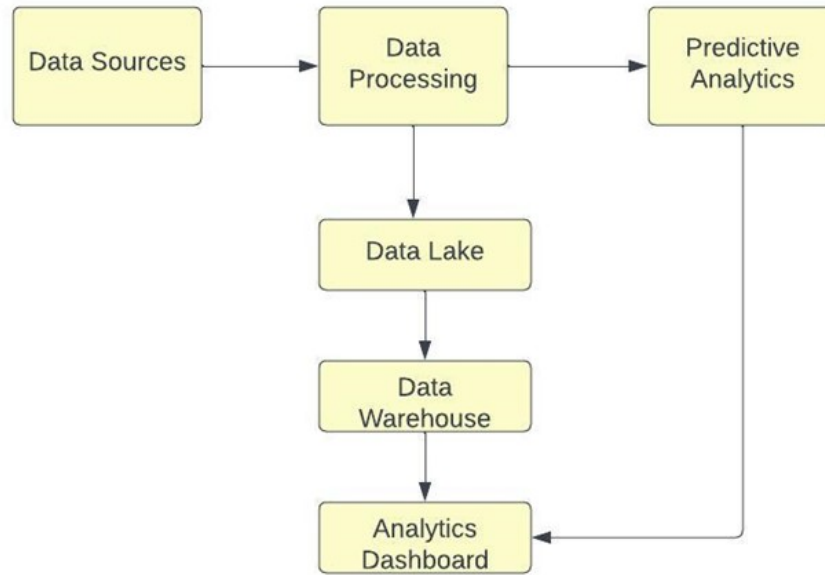 Data Sources
Data
Processing
Predictive
Analytics
Data Lake
Data
Warehouse
Analytics
Dashboard